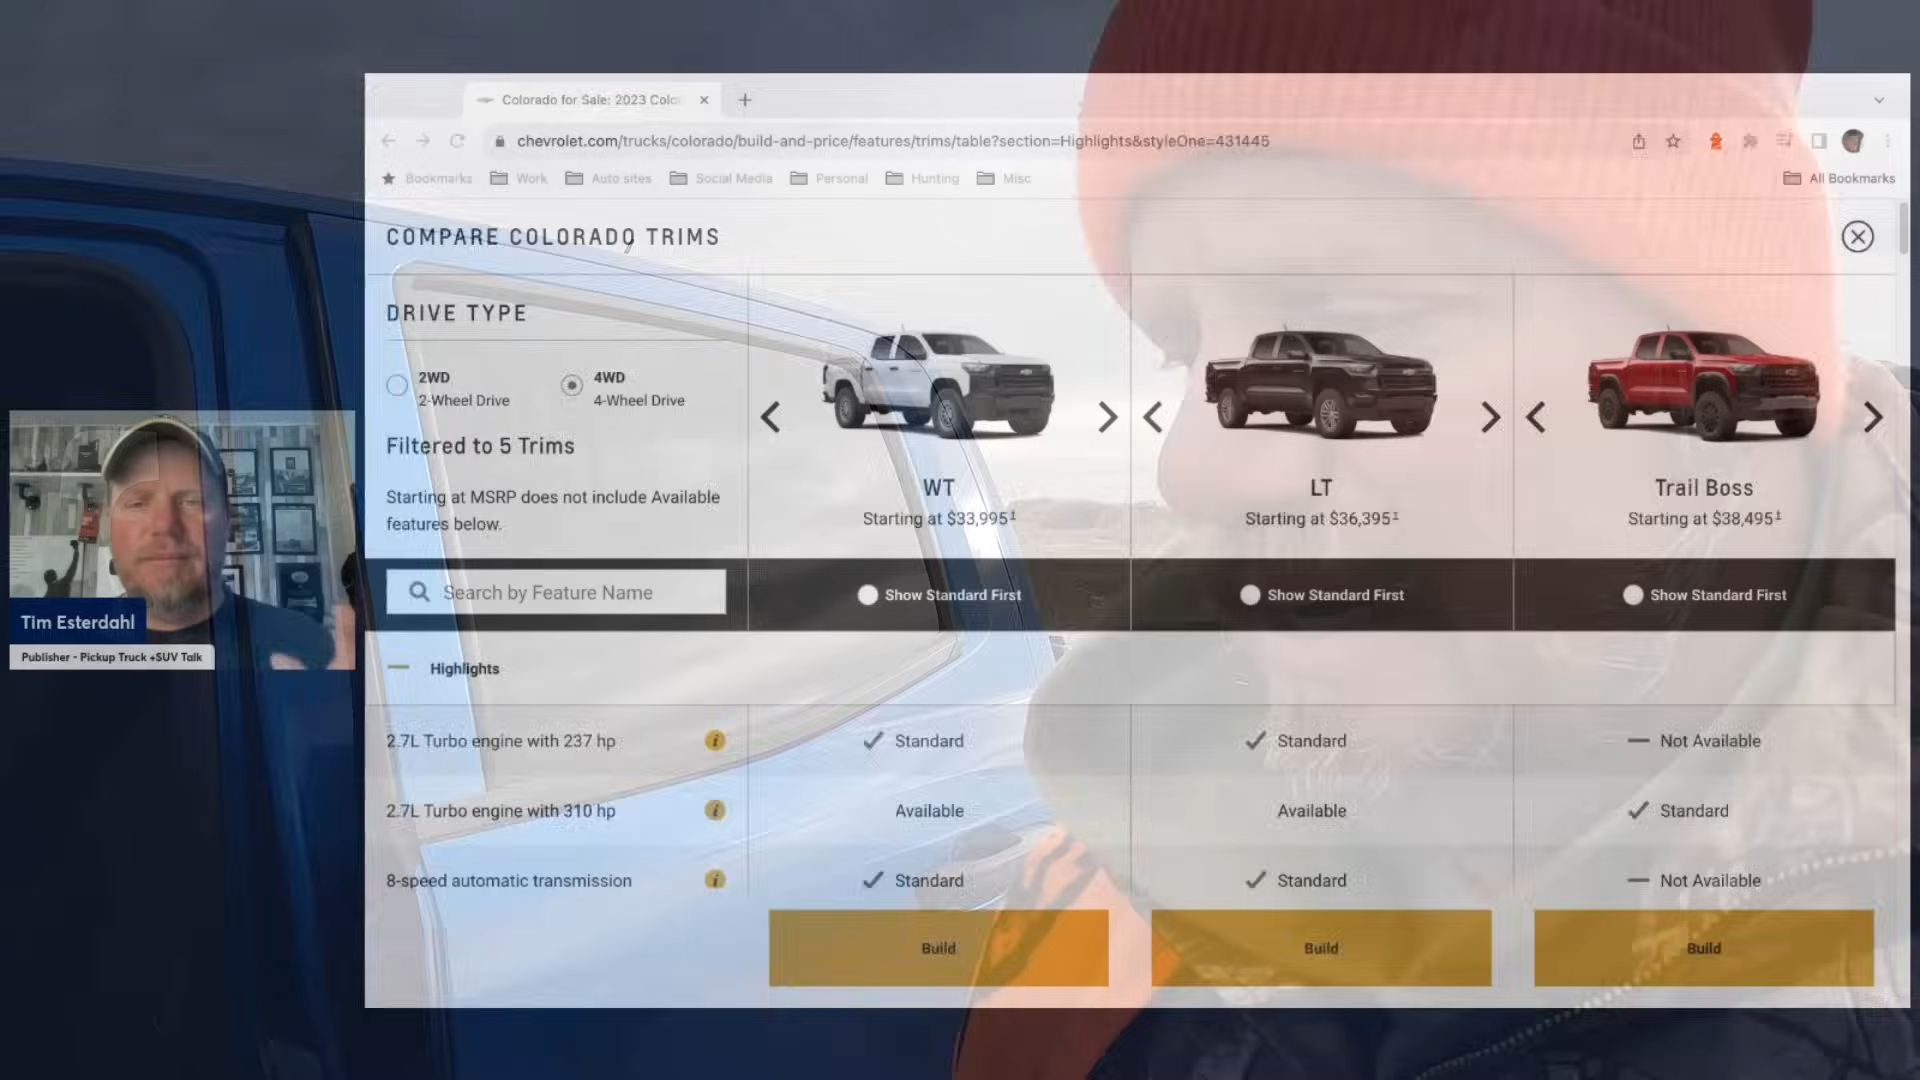 Colorado for Sale: 2023 Colo
chevrolet.com/trucks/colorado/build-and-price/features/trims/table?section=Highlights&styleOne=431445
Bookmarks Work Auto sites Social Media Personal Hunting Misc All Bookmarks
COMPARE COLORADO TRIMS
DRIVE TYPE
2WD
2-Wheel Drive
4WD
4-Wheel Drive
Filtered to 5 Trims
Starting at MSRP does not include Available
features below.
WT
Starting at $33,995¹
LT
Starting at $36,395¹
Trail Boss
Starting at $38,495¹
Search by Feature Name
Show Standard First
Show Standard First
Show Standard First
Highlights
2.7L Turbo engine with 237 hp i Standard Standard Not Available
2.7L Turbo engine with 310 hp i Available Available Standard
8-speed automatic transmission i Standard Standard Not Available
Build Build Build
Tim Esterdahl
Publisher - Pickup Truck +SUV Talk